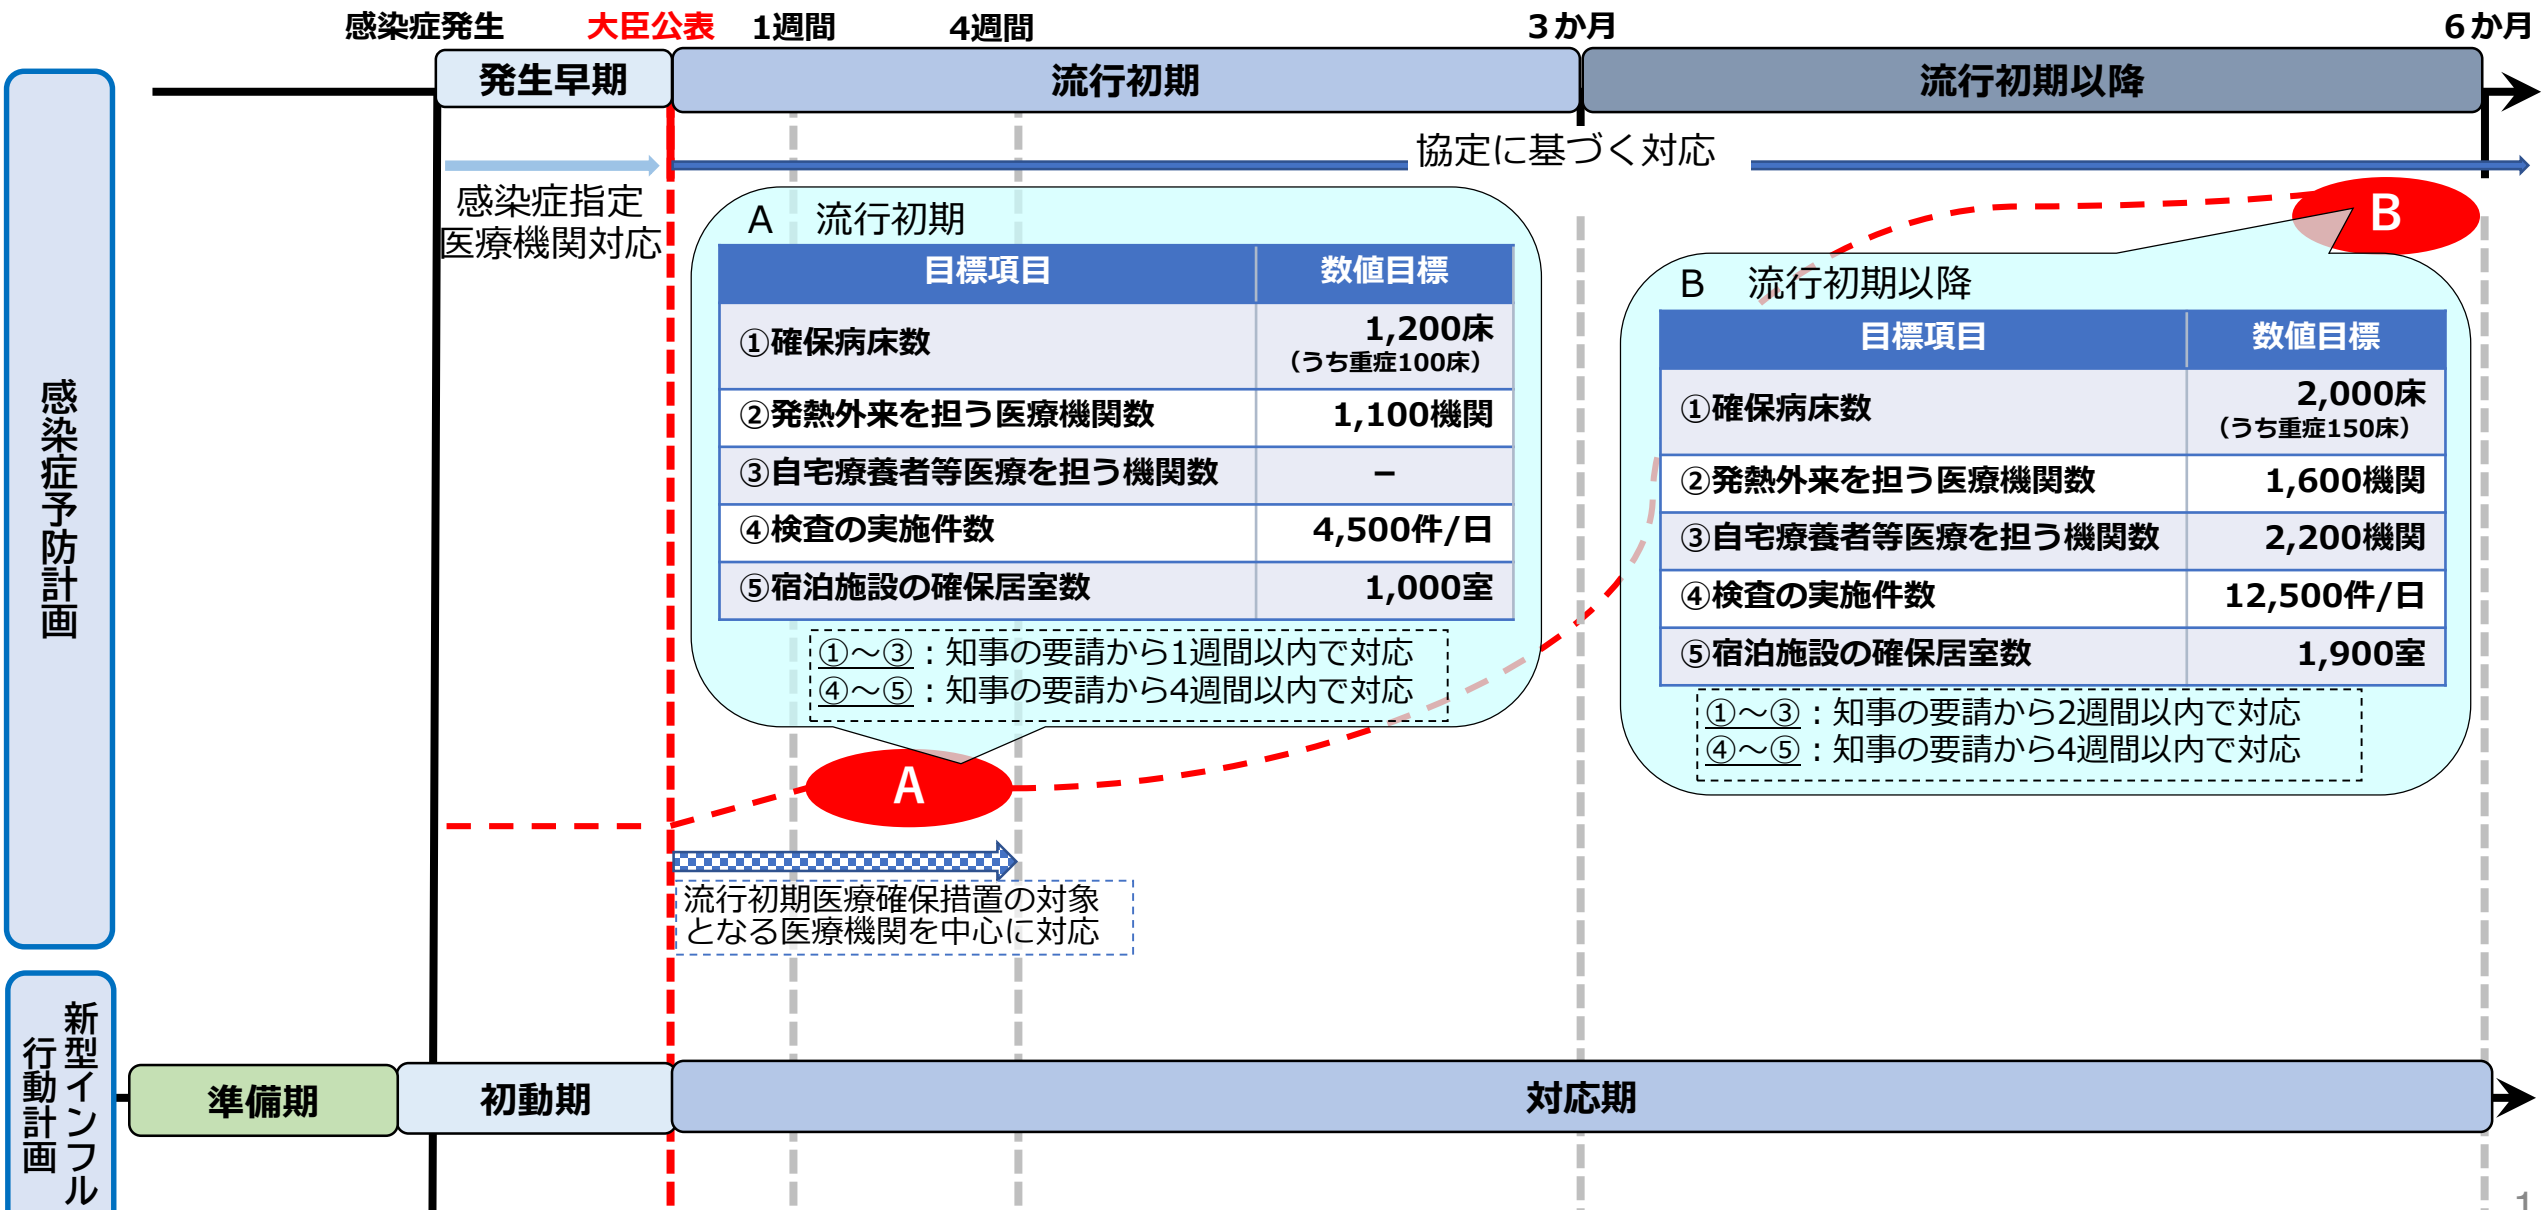 感染症発生
大臣公表
1週間
4週間
3か月
6か月
発生早期
流行初期
流行初期以降
協定に基づく対応
感染症指定
医療機関対応
感染症予防計画
A 流行初期
目標項目 数値目標
①確保病床数 1,200床
（うち重症100床）
②発熱外来を担う医療機関数 1,100機関
③自宅療養者等医療を担う機関数 －
④検査の実施件数 4,500件/日
⑤宿泊施設の確保居室数 1,000室
①～③：知事の要請から1週間以内で対応
④～⑤：知事の要請から4週間以内で対応
A
B
B 流行初期以降
目標項目 数値目標
①確保病床数 2,000床
（うち重症150床）
②発熱外来を担う医療機関数 1,600機関
③自宅療養者等医療を担う機関数 2,200機関
④検査の実施件数 12,500件/日
⑤宿泊施設の確保居室数 1,900室
①～③：知事の要請から2週間以内で対応
④～⑤：知事の要請から4週間以内で対応
流行初期医療確保措置の対象
となる医療機関を中心に対応
新型インフル
行動計画
準備期
初動期
対応期
1